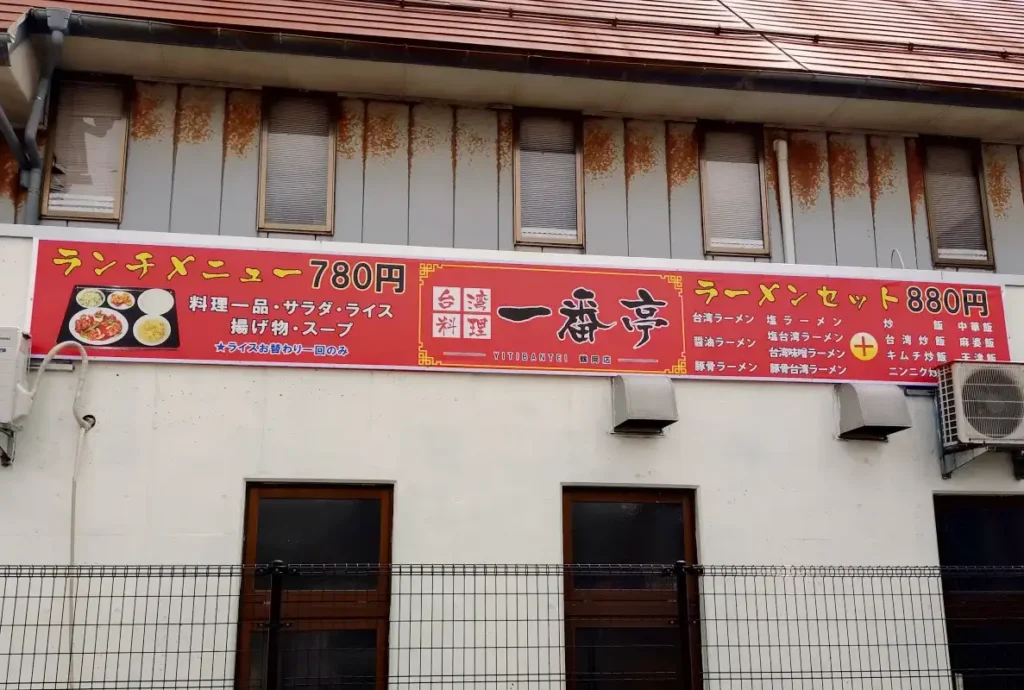 ランチメニュー780円
料理一品・サラダ・ライス
揚げ物・スープ
★ライスお替わり一回のみ
台湾料理 一番亭
YITIBANTEI 鶴岡店
ラーメンセット880円
台湾ラーメン 塩ラーメン
醤油ラーメン 塩台湾ラーメン
台湾味噌ラーメン
豚骨ラーメン 豚骨台湾ラーメン
+
炒飯 中華飯
台湾炒飯 麻婆飯
キムチ炒飯 天津飯
ニンニク炒